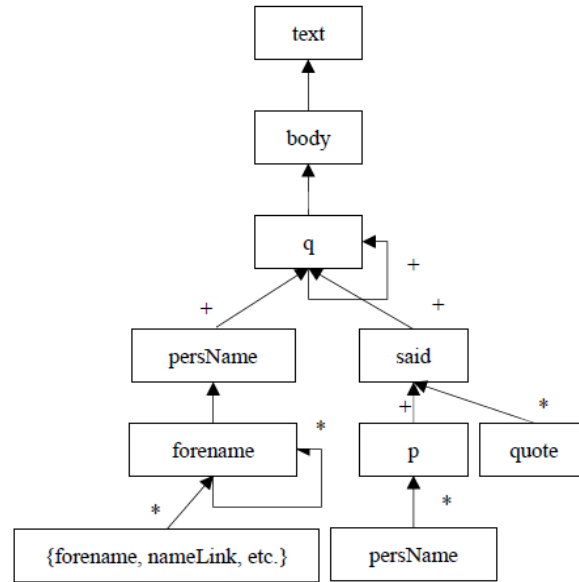 text
body
q
+
+
+
persName
said
*
+
*
forename
p
quote
*
*
{forename, nameLink, etc.}
persName